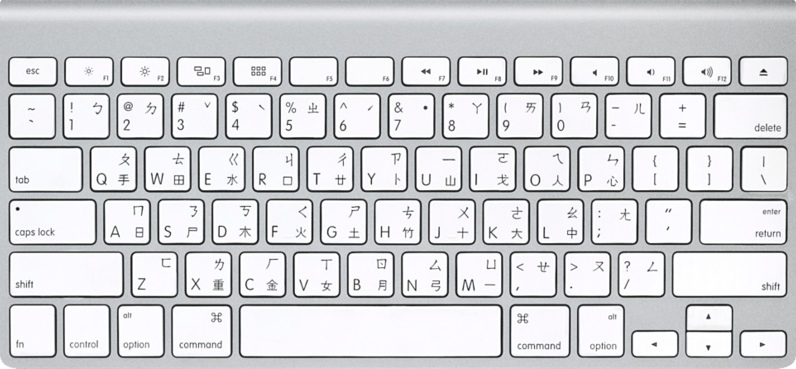 esc F1 F2 F3 F4 F5 F6 F7 F8 F9 F10 F11 F12
~ ! ㄅ @ ㄉ # ˇ $ ˋ % ㄓ ^ ˊ & ˙ * ㄚ ( ㄞ ) ㄢ – ㄦ +
` 1 2 3 4 5 6 7 8 9 0 - = delete
ㄆ ㄊ ㄍ ㄐ ㄔ ㄗ ㄧ ㄛ ㄟ ㄣ { } |
tab Q 手 W 田 E 水 R 口 T 廿 Y 卜 U 山 I 戈 O 人 P 心 [ ] \
• ㄇ ㄋ ㄎ ㄑ ㄕ ㄘ ㄨ ㄜ ㄠ : ㄤ " enter
caps lock A 日 S 尸 D 木 F 火 G 土 H 竹 J 十 K 大 L 中 ; ' return
ㄈ ㄌ ㄏ ㄒ ㄖ ㄙ ㄩ < ㄝ > ㄡ ? ㄥ
shift Z X 重 C 金 V 女 B 月 N 弓 M 一 , . / shift
alt ⌘ ⌘ alt
fn control option command command option